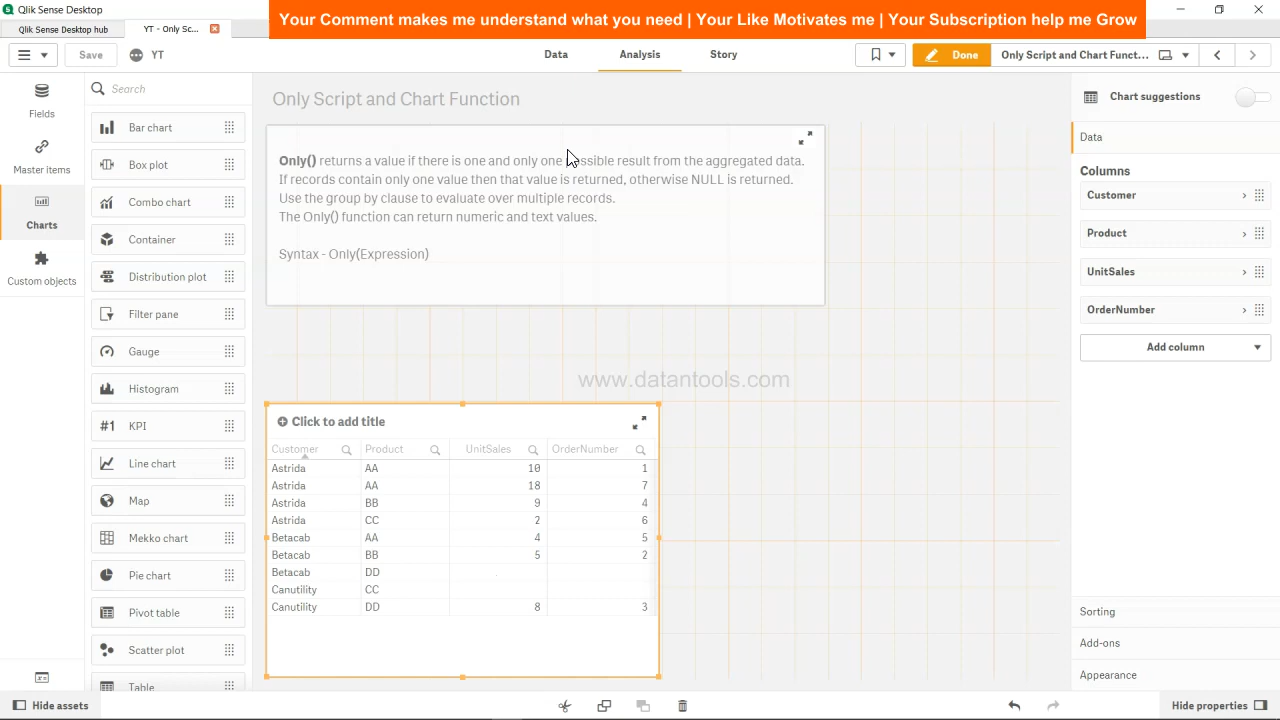 Qlik Sense Desktop
Your Comment makes me understand what you need | Your Like Motivates me | Your Subscription help me Grow
Qlik Sense Desktop hub
YT - Only Sc...
Save
YT
Data
Analysis
Story
Done
Only Script and Chart Funct...
Fields
Master items
Charts
Custom objects
Search
Bar chart
Box plot
Combo chart
Container
Distribution plot
Filter pane
Gauge
Histogram
#1 KPI
Line chart
Map
Mekko chart
Pie chart
Pivot table
Scatter plot
Table
Only Script and Chart Function
Only() returns a value if there is one and only one possible result from the aggregated data.
If records contain only one value then that value is returned, otherwise NULL is returned.
Use the group by clause to evaluate over multiple records.
The Only() function can return numeric and text values.
Syntax - Only(Expression)
www.datantools.com
Click to add title
Customer Product UnitSales OrderNumber
Astrida AA 10 1
Astrida AA 18 7
Astrida BB 9 4
Astrida CC 2 6
Betacab AA 4 5
Betacab BB 5 2
Betacab DD
Canutility CC
Canutility DD 8 3
Chart suggestions
Data
Columns
Customer
Product
UnitSales
OrderNumber
Add column
Sorting
Add-ons
Appearance
Hide assets
Hide properties